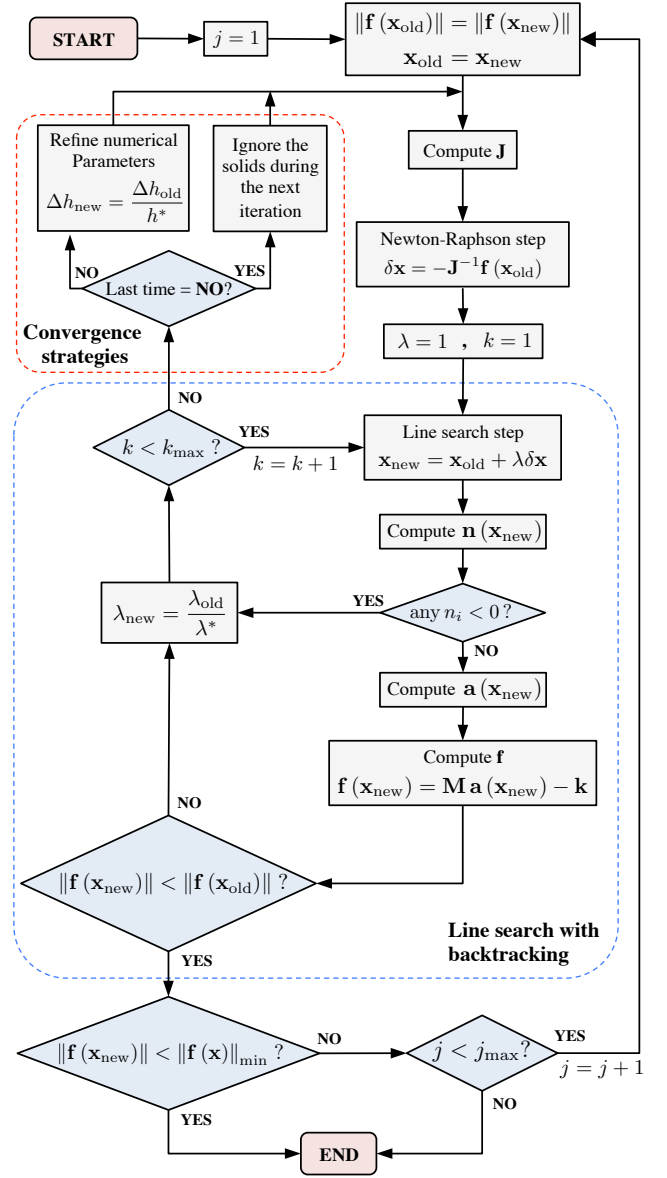 START
j = 1
‖f (x_old)‖ = ‖f (x_new)‖
x_old = x_new
Refine numerical
Parameters
Δh_new = Δh_old / h*
Ignore the
solids during
the next
iteration
Compute J
Newton-Raphson step
δx = −J⁻¹f (x_old)
NO
Last time = NO?
YES
Convergence
strategies
λ = 1 , k = 1
NO
k < k_max ?
YES
k = k + 1
Line search step
x_new = x_old + λδx
Compute n (x_new)
λ_new = λ_old / λ*
YES
any n_i < 0 ?
NO
Compute a (x_new)
Compute f
f (x_new) = M a (x_new) − k
NO
‖f (x_new)‖ < ‖f (x_old)‖ ?
Line search with
backtracking
YES
‖f (x_new)‖ < ‖f (x)‖_min ?
NO
j < j_max?
YES
j = j + 1
YES
NO
END